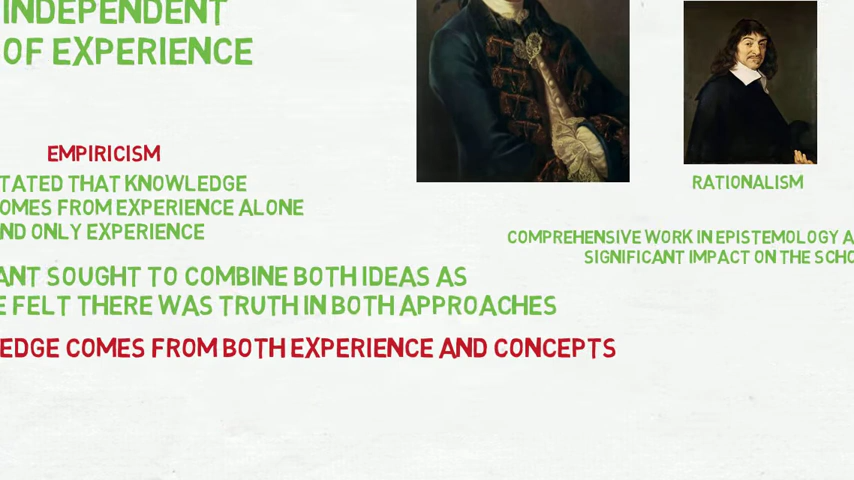 INDEPENDENT
OF EXPERIENCE
EMPIRICISM
TATED THAT KNOWLEDGE
OMES FROM EXPERIENCE ALONE
ND ONLY EXPERIENCE
RATIONALISM
COMPREHENSIVE WORK IN EPISTEMOLOGY A
SIGNIFICANT IMPACT ON THE SCHO
ANT SOUGHT TO COMBINE BOTH IDEAS AS
E FELT THERE WAS TRUTH IN BOTH APPROACHES
EDGE COMES FROM BOTH EXPERIENCE AND CONCEPTS